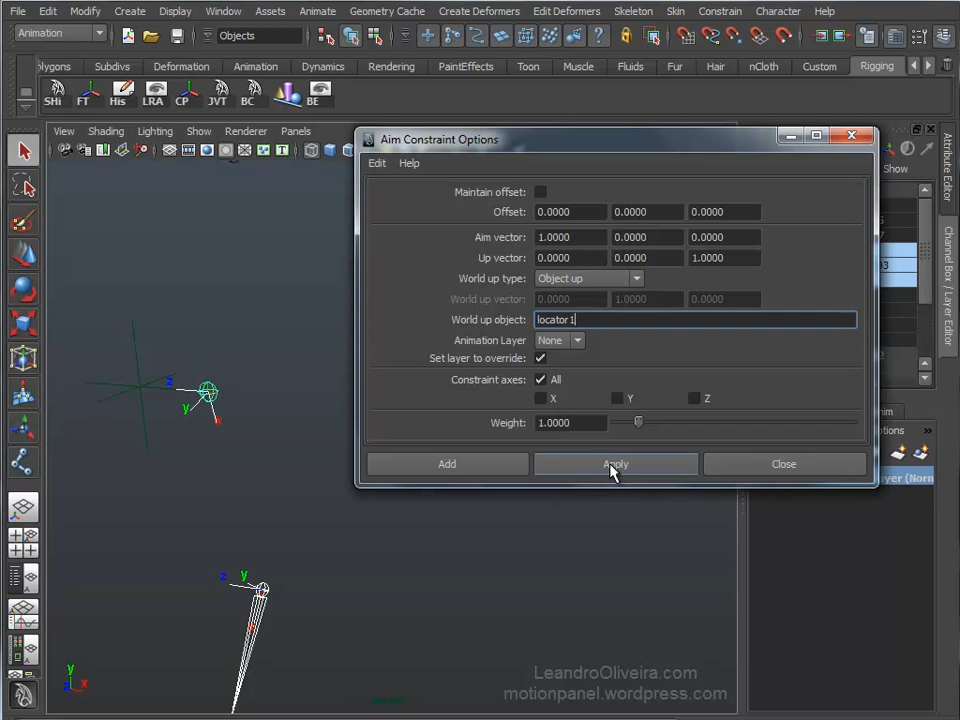 File Edit Modify Create Display Window Assets Animate Geometry Cache Create Deformers Edit Deformers Skeleton Skin Constrain Character Help
Animation Objects
olygons Subdivs Deformation Animation Dynamics Rendering PaintEffects Toon Muscle Fluids Fur Hair nCloth Custom Rigging
SHi FT His LRA CP JVT BC BE
View Shading Lighting Show Renderer Panels
Aim Constraint Options
Edit Help
Maintain offset:
Offset: 0.0000 0.0000 0.0000
Aim vector: 1.0000 0.0000 0.0000
Up vector: 0.0000 0.0000 1.0000
World up type: Object up
World up vector: 0.0000 1.0000 0.0000
World up object: locator1
Animation Layer None
Set layer to override:
Constraint axes: All
X Y Z
Weight: 1.0000
Add Apply Close
Show
Attribute Editor
Channel Box / Layer Editor
z
y
z y
y
z x
LeandroOliveira.com
motionpanel.wordpress.com